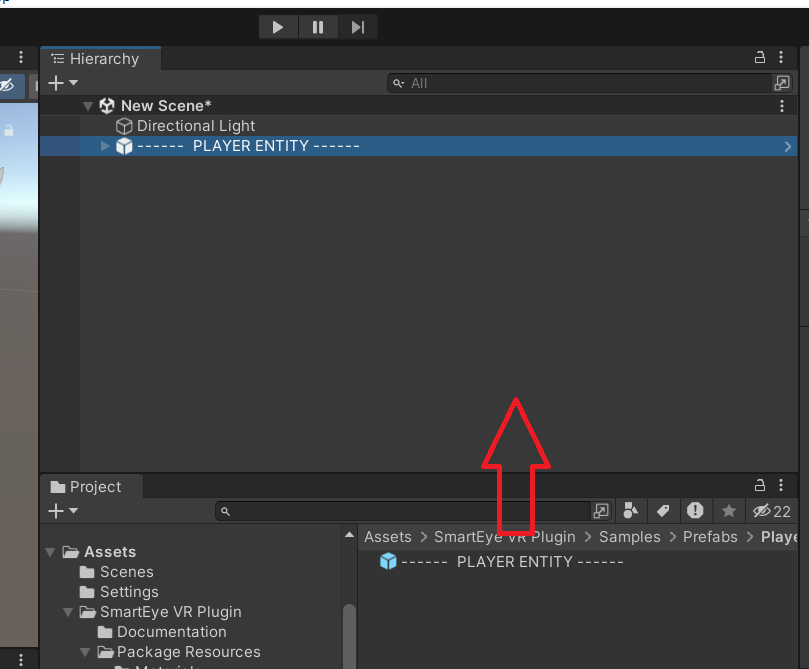 Hierarchy
All
New Scene*
Directional Light
------ PLAYER ENTITY ------
Project
22
Assets > SmartEye VR Plugin > Samples > Prefabs > Playe
Assets
------ PLAYER ENTITY ------
Scenes
Settings
SmartEye VR Plugin
Documentation
Package Resources